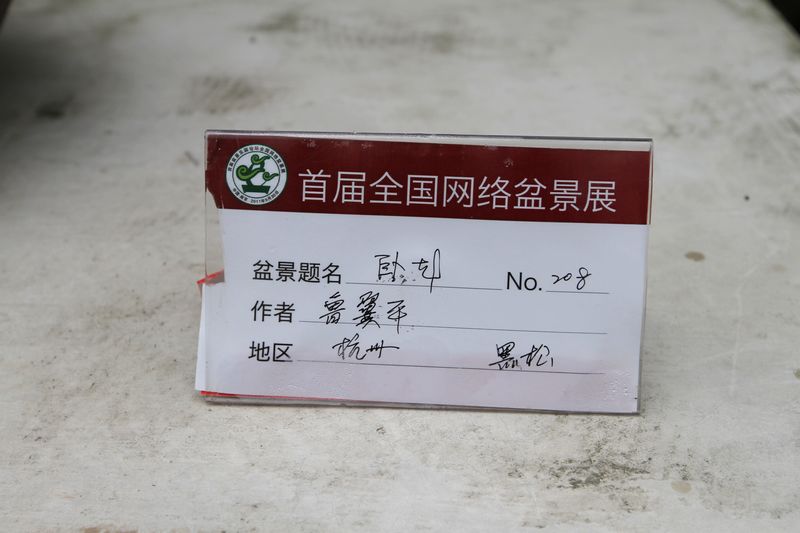 首届全国网络盆景展
盆景题名 卧 No. 208
作者 鲁翼平
地区 杭州 黑松